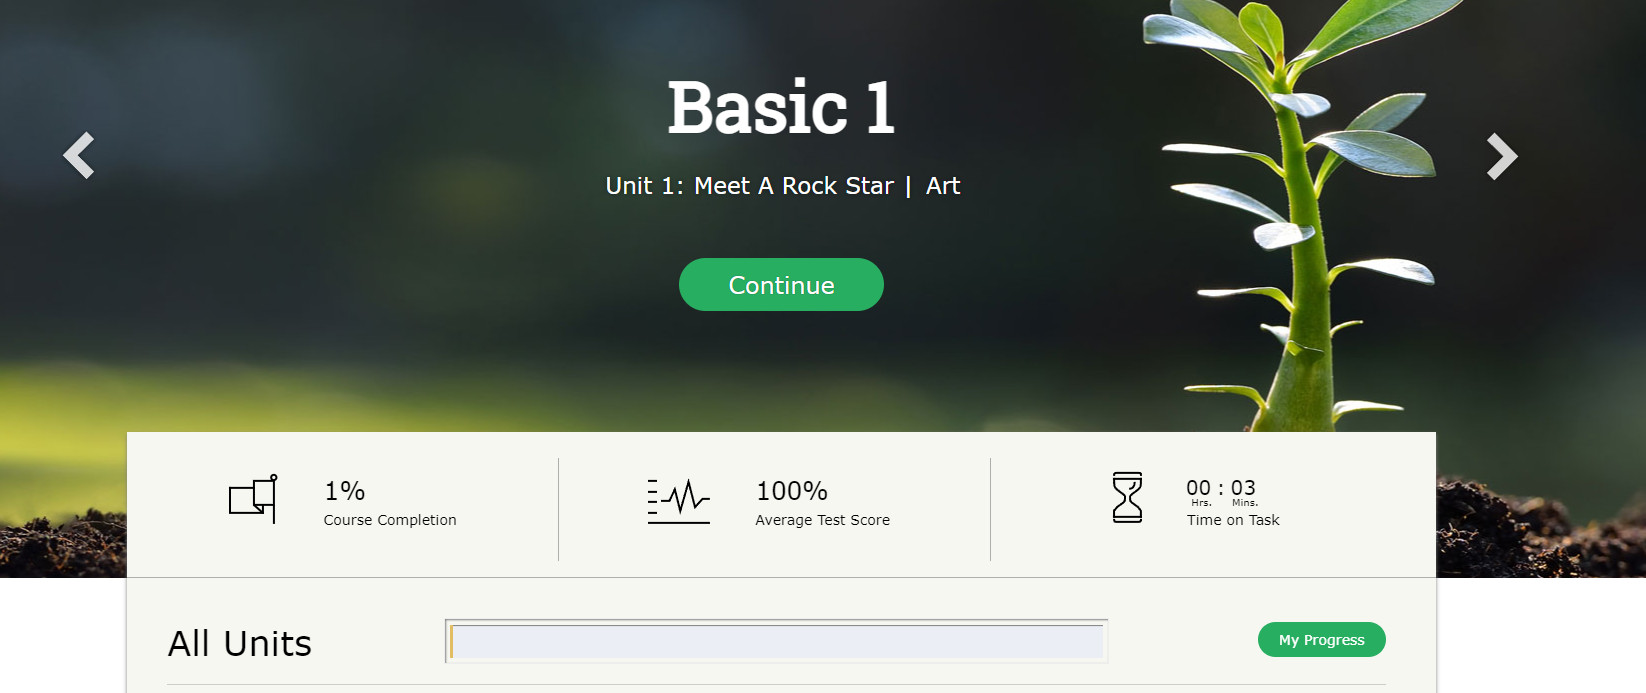 Basic 1
Unit 1: Meet A Rock Star | Art
Continue
1%
Course Completion
100%
Average Test Score
00 : 03
Hrs. Mins.
Time on Task
All Units
My Progress